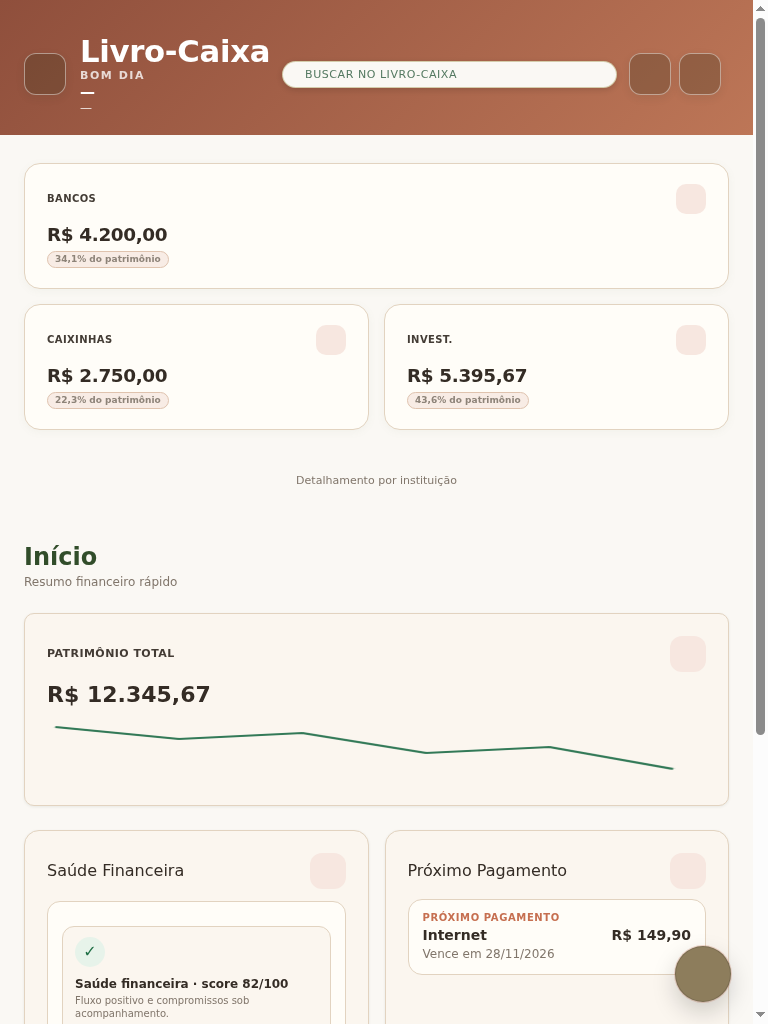 Livro-Caixa
BOM DIA
—
—
BUSCAR NO LIVRO-CAIXA
BANCOS
R$ 4.200,00
34,1% do patrimônio
CAIXINHAS
R$ 2.750,00
22,3% do patrimônio
INVEST.
R$ 5.395,67
43,6% do patrimônio
Detalhamento por instituição
Início
Resumo financeiro rápido
PATRIMÔNIO TOTAL
R$ 12.345,67
Saúde Financeira
✓
Saúde financeira · score 82/100
Fluxo positivo e compromissos sob
acompanhamento.
Próximo Pagamento
PRÓXIMO PAGAMENTO
Internet R$ 149,90
Vence em 28/11/2026